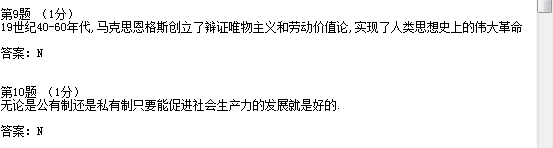 第9题 （1分）
19世纪40-60年代,马克思恩格斯创立了辩证唯物主义和劳动价值论,实现了人类思想史上的伟大革命
答案：N
第10题 （1分）
无论是公有制还是私有制只要能促进社会生产力的发展就是好的.
答案：N